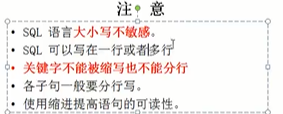 注 意
• SQL 语言大小写不敏感。
• SQL 可以写在一行或者多行
• 关键字不能被缩写也不能分行
• 各子句一般要分行写。
• 使用缩进提高语句的可读性。